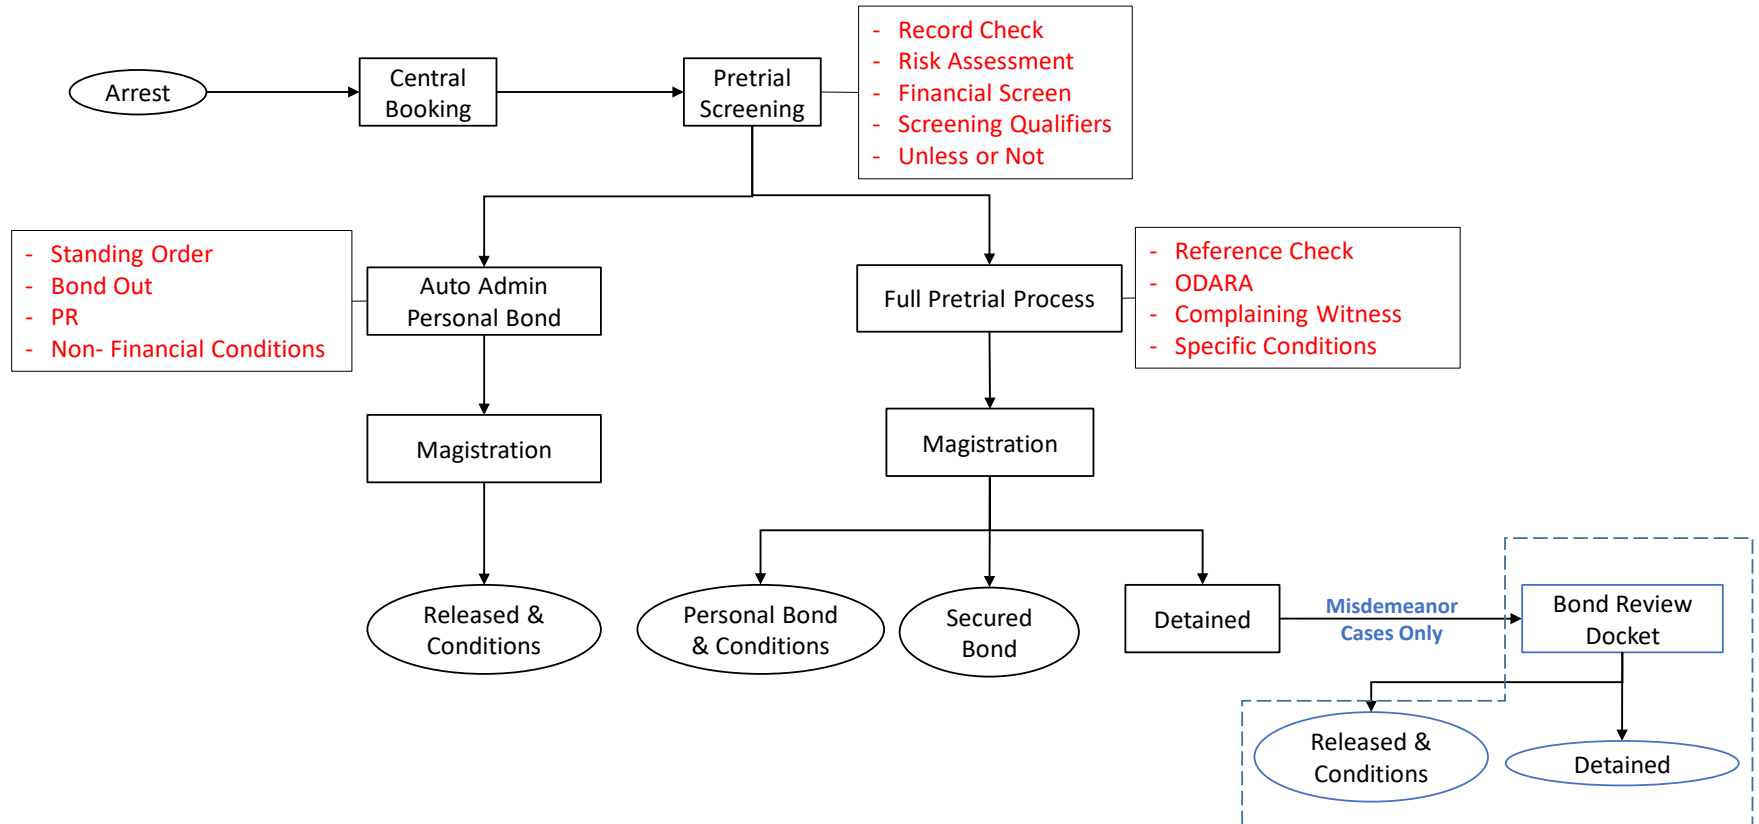 Arrest
Central
Booking
Pretrial
Screening
- Record Check
- Risk Assessment
- Financial Screen
- Screening Qualifiers
- Unless or Not
- Standing Order
- Bond Out
- PR
- Non- Financial Conditions
Auto Admin
Personal Bond
Full Pretrial Process
- Reference Check
- ODARA
- Complaining Witness
- Specific Conditions
Magistration
Magistration
Released &
Conditions
Personal Bond
& Conditions
Secured
Bond
Detained
Misdemeanor
Cases Only
Bond Review
Docket
Released &
Conditions
Detained